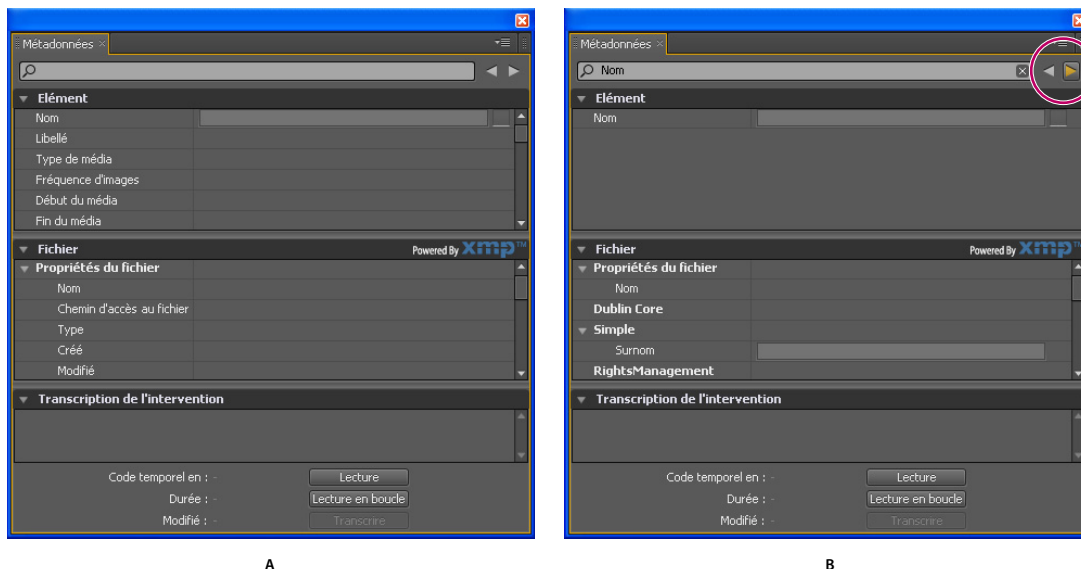 Métadonnées ×
Elément
Nom
Libellé
Type de média
Fréquence d'images
Début du média
Fin du média
Fichier
Powered By xmp™
Propriétés du fichier
Nom
Chemin d'accès au fichier
Type
Créé
Modifié
Transcription de l'intervention
Code temporel en : -
Lecture
Durée : -
Lecture en boucle
Modifié : -
Transcrire
A
Métadonnées ×
Nom
Elément
Nom
Fichier
Powered By xmp™
Propriétés du fichier
Nom
Dublin Core
Simple
Surnom
RightsManagement
Transcription de l'intervention
Code temporel en : -
Lecture
Durée : -
Lecture en boucle
Modifié : -
Transcrire
B